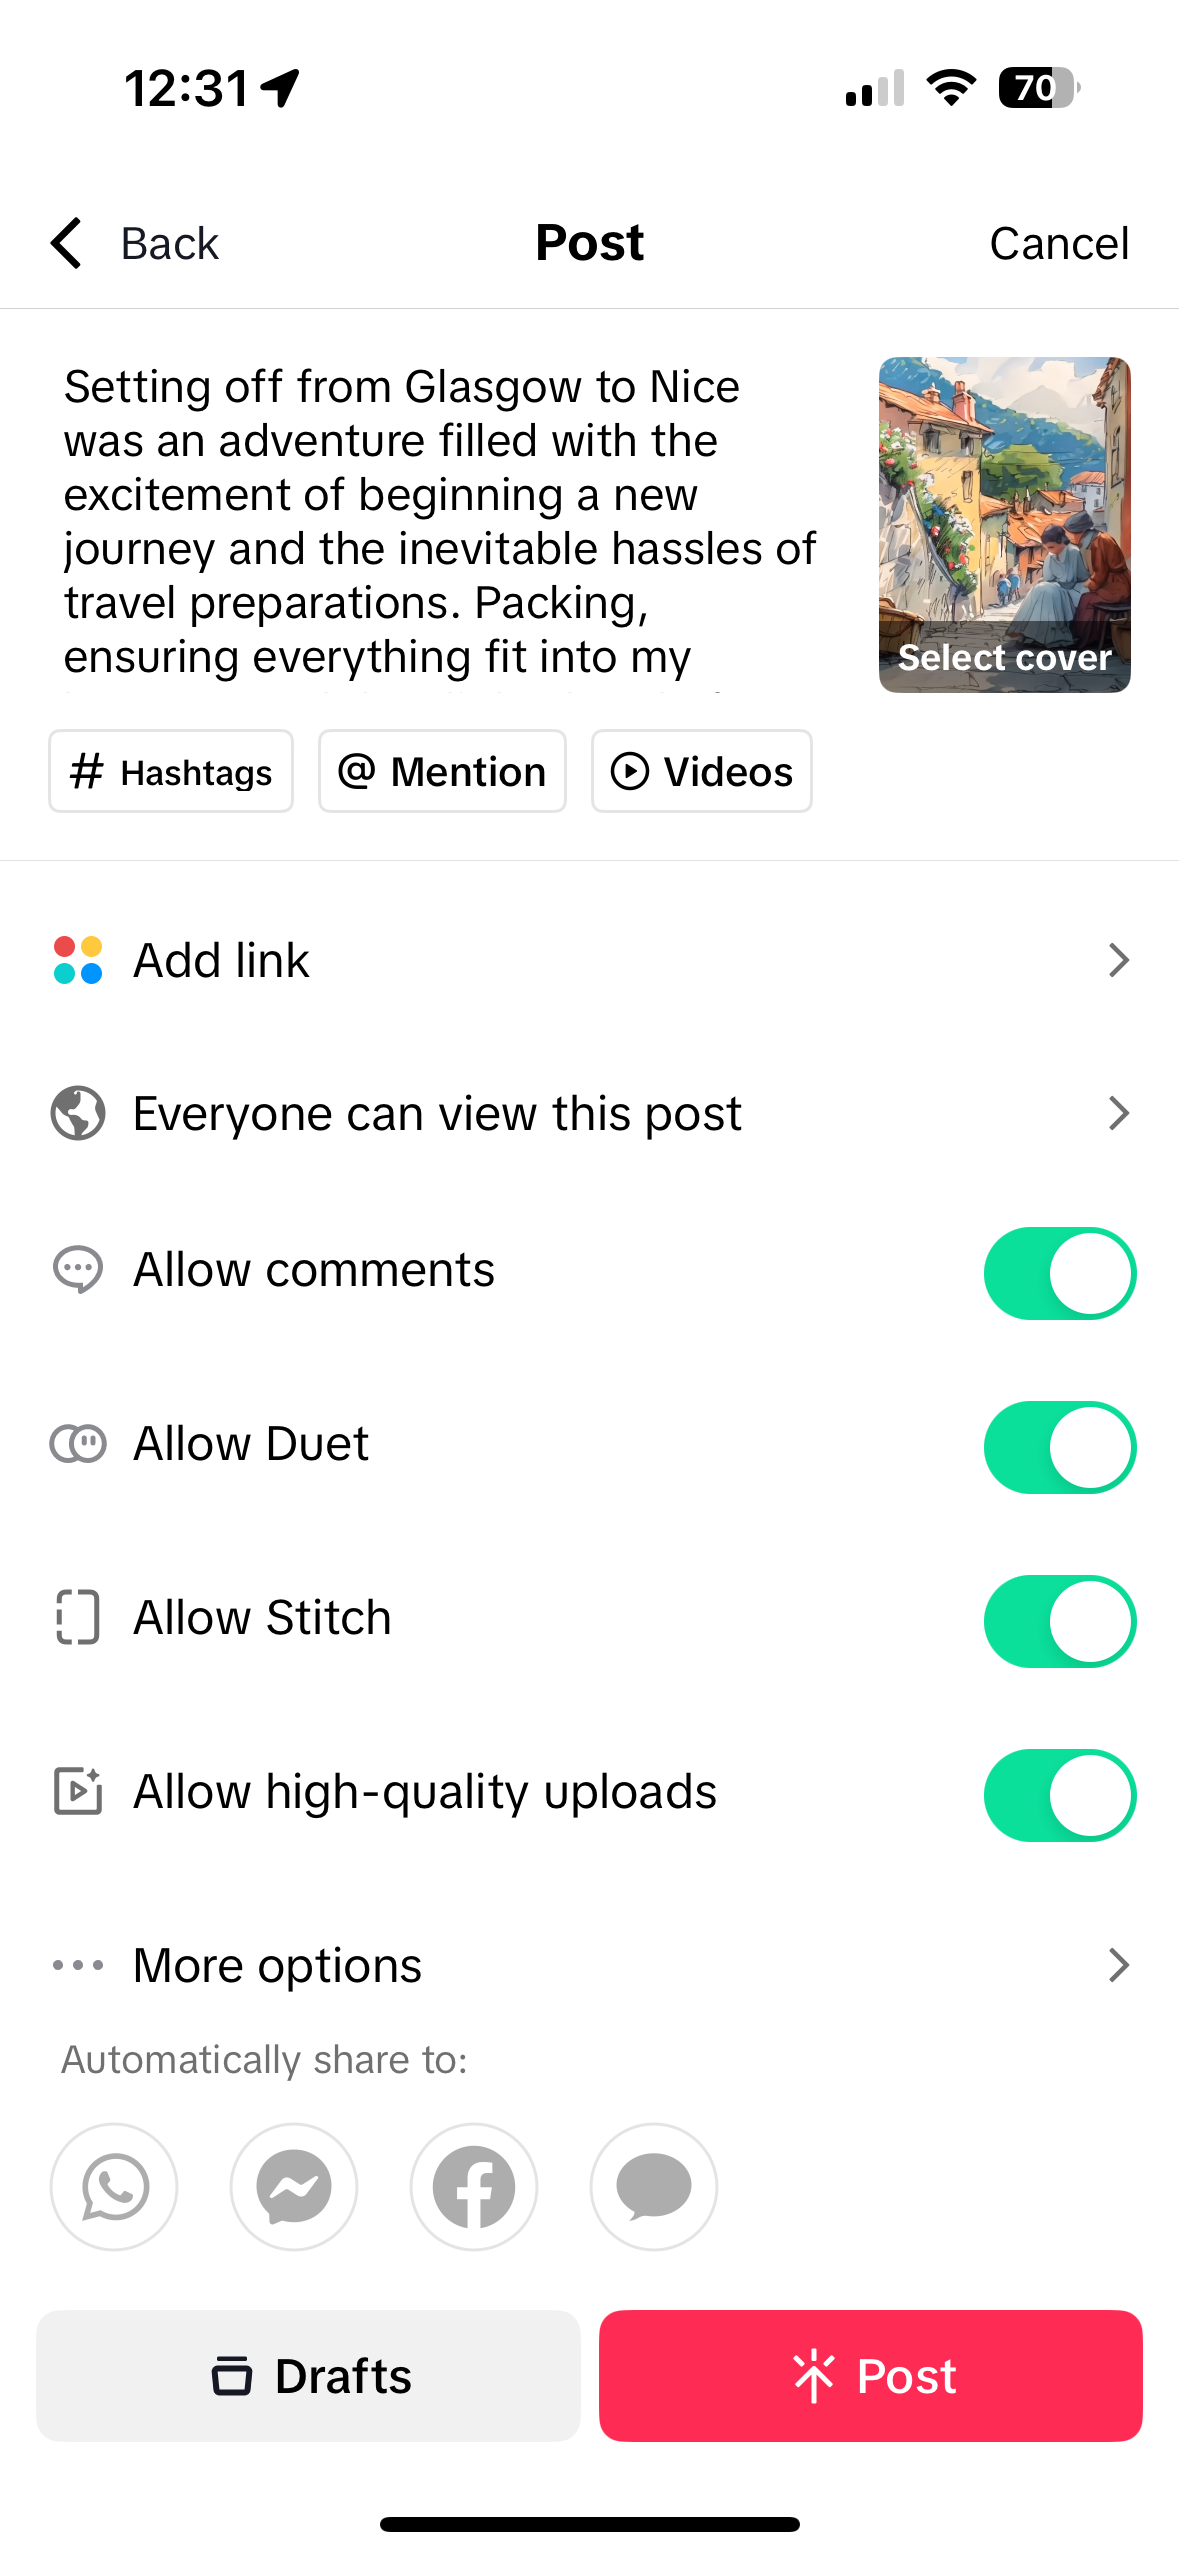 12:31
70
Back
Post
Cancel
Setting off from Glasgow to Nice
was an adventure filled with the
excitement of beginning a new
journey and the inevitable hassles of
travel preparations. Packing,
ensuring everything fit into my
Select cover
# Hashtags
@ Mention
Videos
Add link
Everyone can view this post
Allow comments
Allow Duet
Allow Stitch
Allow high-quality uploads
More options
Automatically share to:
Drafts
Post